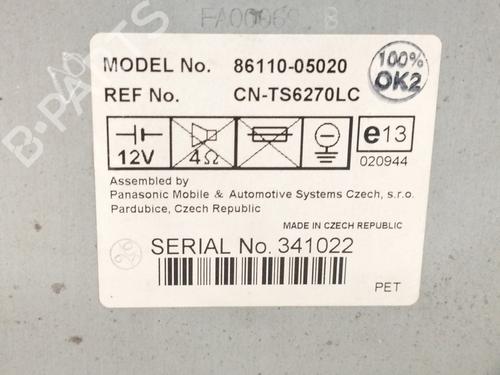 MODEL No. 86110-05020
REF No. CN-TS6270LC
100%
OK2
12V
4Ω
e13
020944
Assembled by
Panasonic Mobile & Automotive Systems Czech, s.r.o.
Pardubice, Czech Republic
MADE IN CZECH REPUBLIC
SERIAL No. 341022
PET
B-PARTS